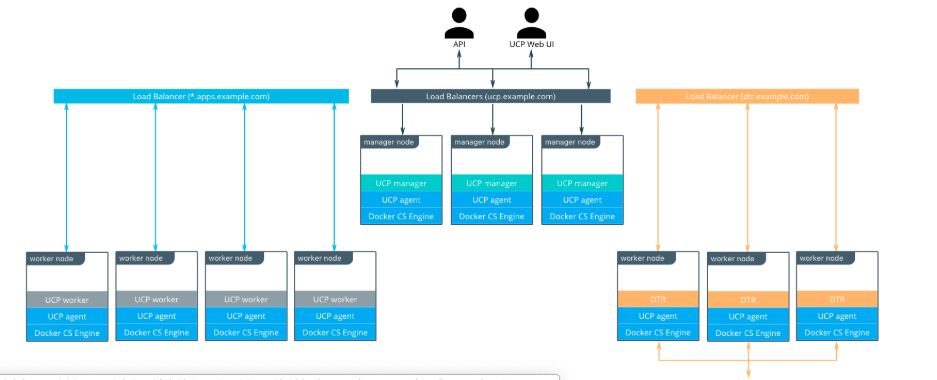 API
UCP Web UI
Load Balancer (*.apps.example.com)
Load Balancers (ucp.example.com)
Load Balancer (dtr.example.com)
manager node
UCP manager
UCP agent
Docker CS Engine
manager node
UCP manager
UCP agent
Docker CS Engine
manager node
UCP manager
UCP agent
Docker CS Engine
worker node
UCP worker
UCP agent
Docker CS Engine
worker node
UCP worker
UCP agent
Docker CS Engine
worker node
UCP worker
UCP agent
Docker CS Engine
worker node
UCP worker
UCP agent
Docker CS Engine
worker node
DTR
UCP agent
Docker CS Engine
worker node
DTR
UCP agent
Docker CS Engine
worker node
DTR
UCP agent
Docker CS Engine